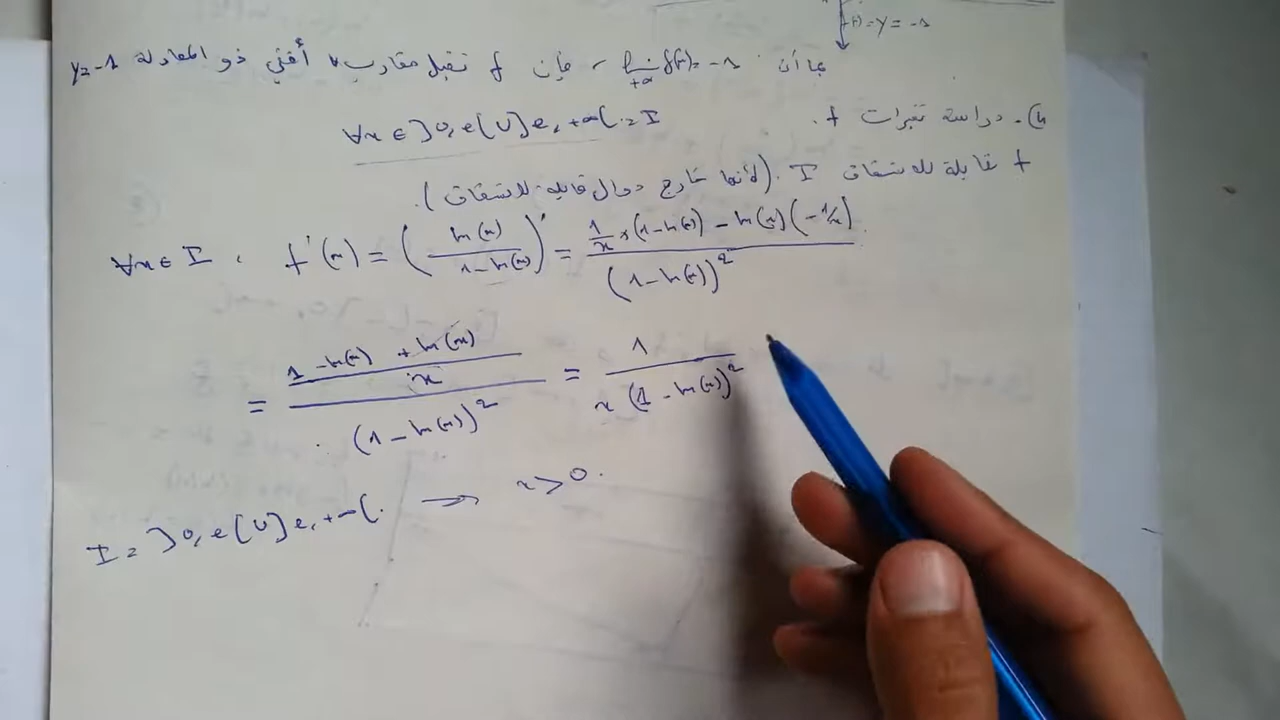 (r) = y = -1
بما أن lim f(x) = -1 ، فإن f تقبل مقارب أفقي ذو المعادلة y = -1
+∞
(2. دراسة تغيرات f.
∀x ∈ ]0, e[ U ]e, +∞[ = I
f قابلة للاشتقاق I. (لأنها خارج دوال قابلة للاشتقاق).
∀x ∈ I, f'(x) = (ln(x) / 1-ln(x))' = (1/x × (1-ln(x)) - ln(x)(-1/x)) / (1-ln(x))²
= ((1 - ln(x) + ln(x)) / x) / (1-ln(x))² = 1 / x(1-ln(x))²
I = ]0, e[ U ]e, +∞[. → x > 0.